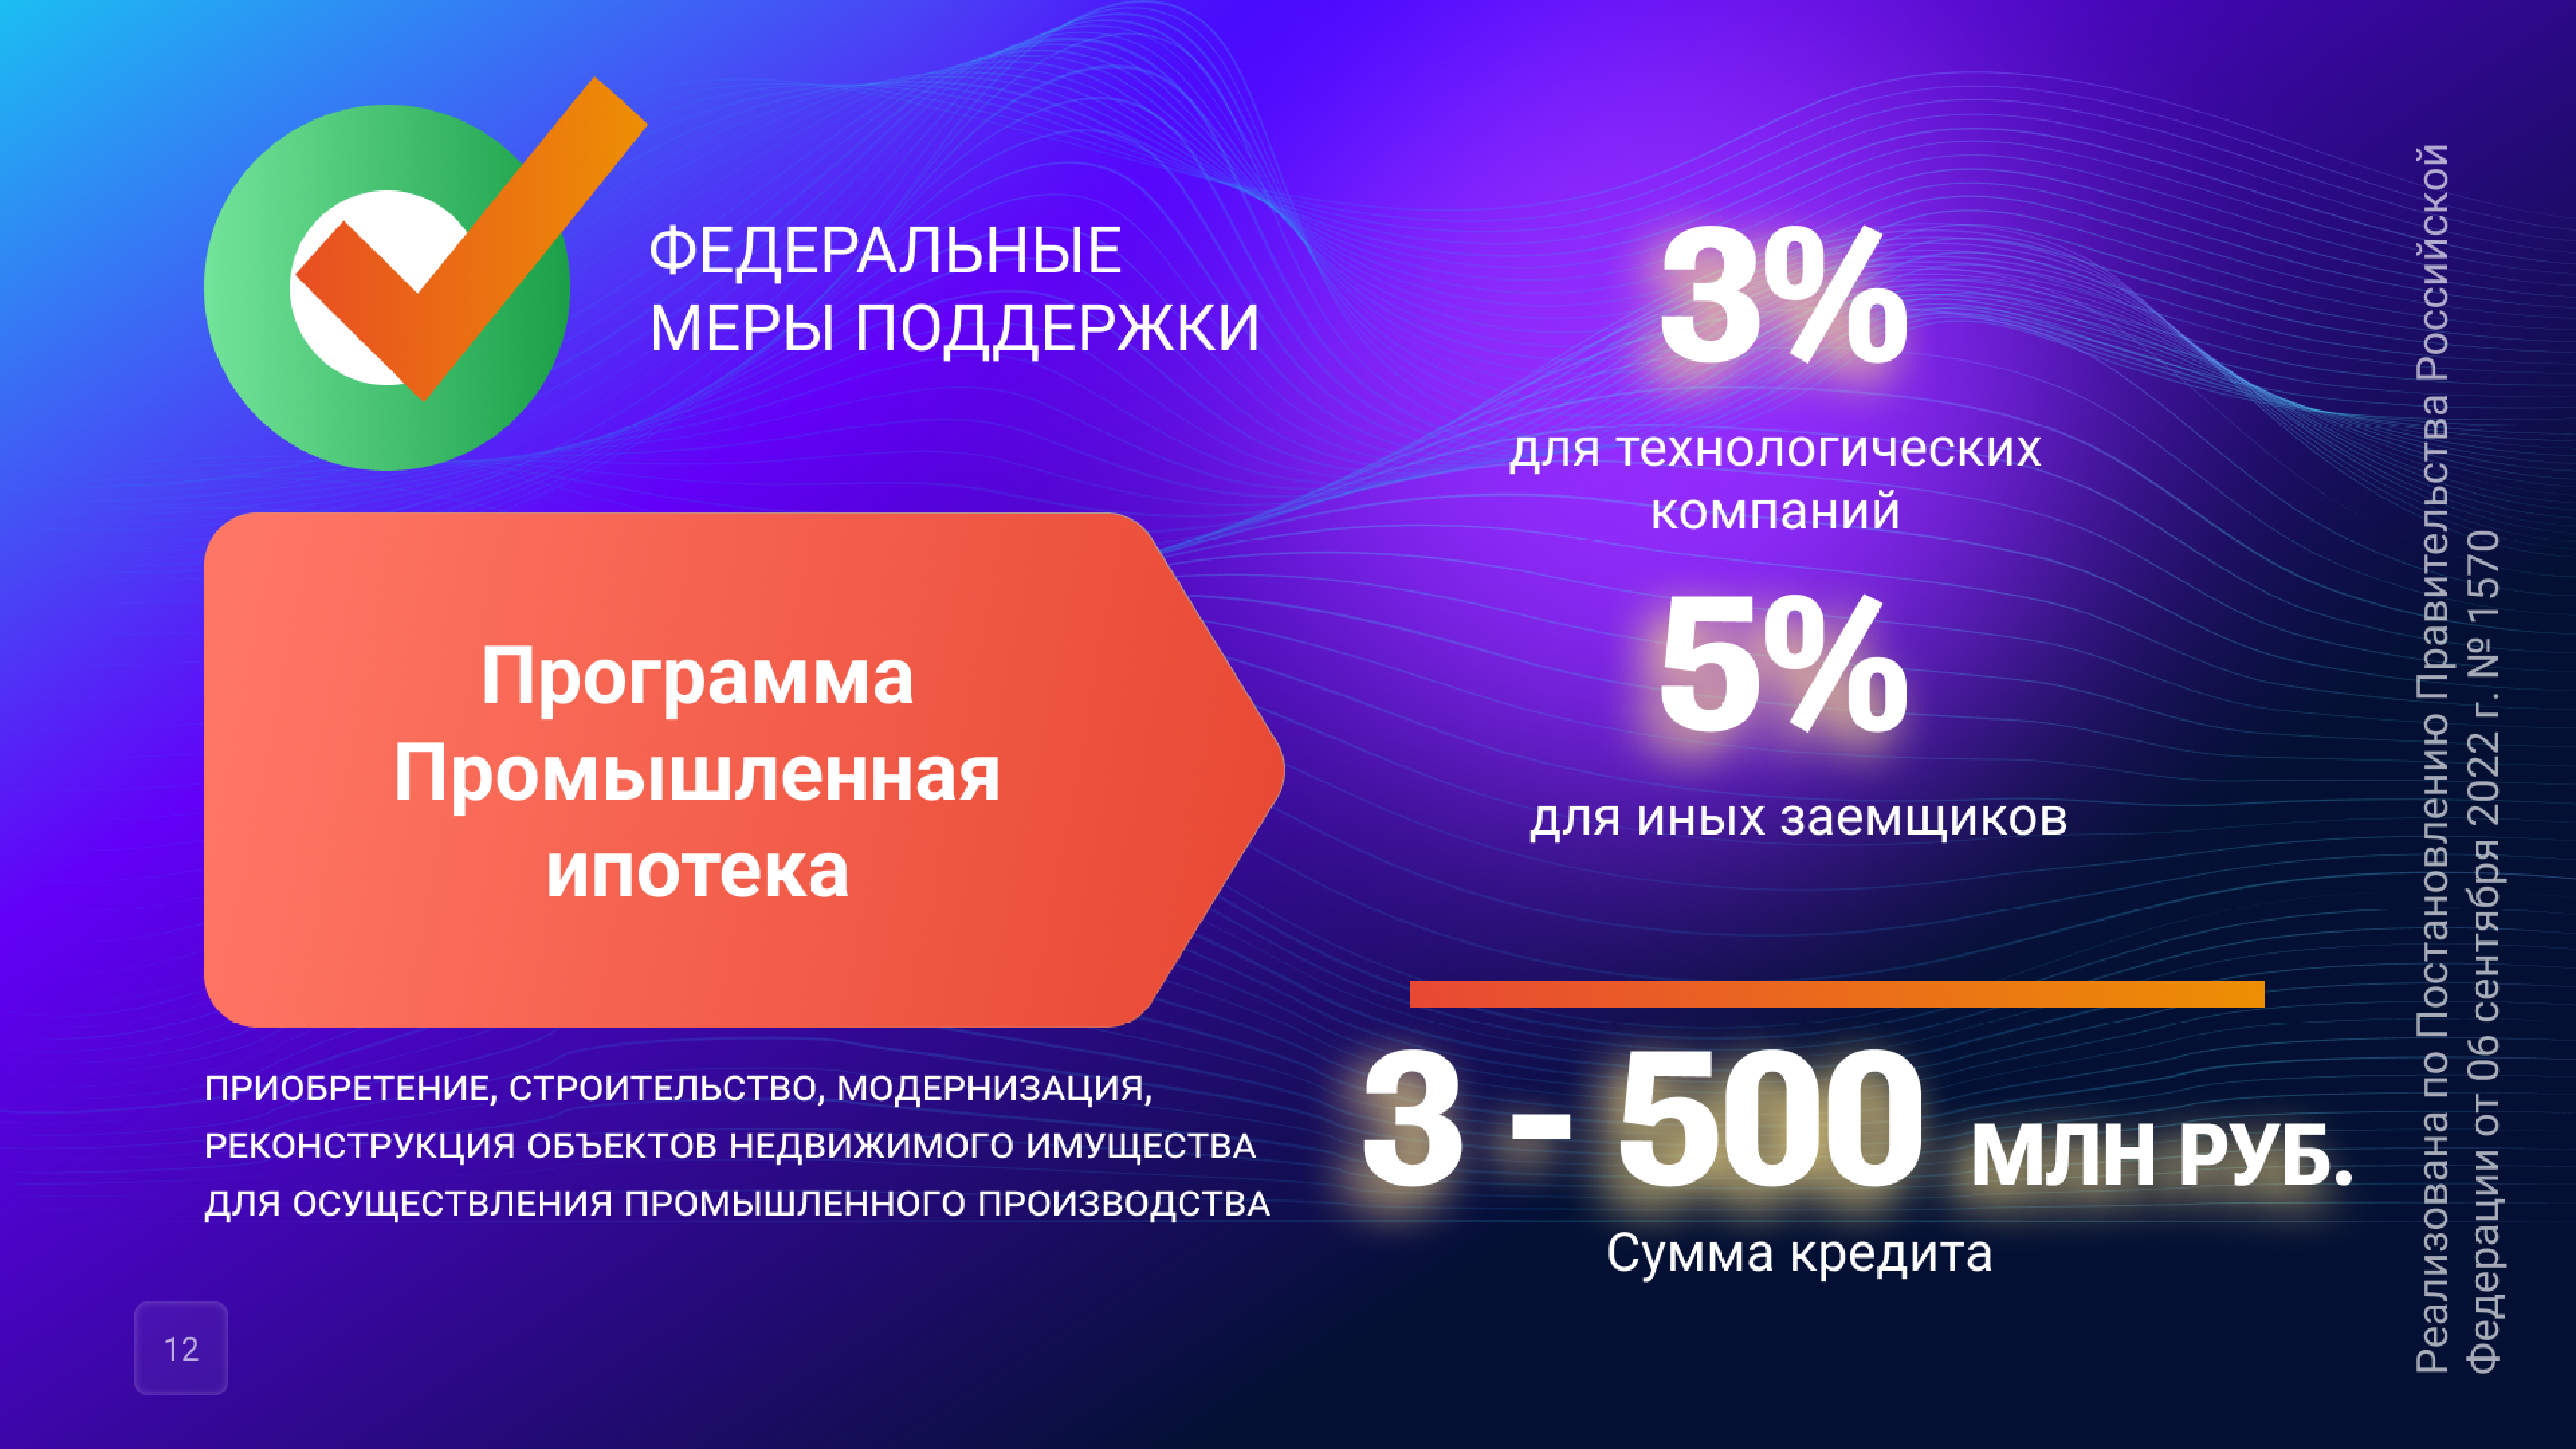 ФЕДЕРАЛЬНЫЕ
МЕРЫ ПОДДЕРЖКИ
Программа
Промышленная
ипотека
ПРИОБРЕТЕНИЕ, СТРОИТЕЛЬСТВО, МОДЕРНИЗАЦИЯ,
РЕКОНСТРУКЦИЯ ОБЪЕКТОВ НЕДВИЖИМОГО ИМУЩЕСТВА
ДЛЯ ОСУЩЕСТВЛЕНИЯ ПРОМЫШЛЕННОГО ПРОИЗВОДСТВА
3%
для технологических
компаний
5%
для иных заемщиков
3 - 500 МЛН РУБ.
Сумма кредита
Реализована по Постановлению Правительства Российской
Федерации от 06 сентября 2022 г. № 1570
12